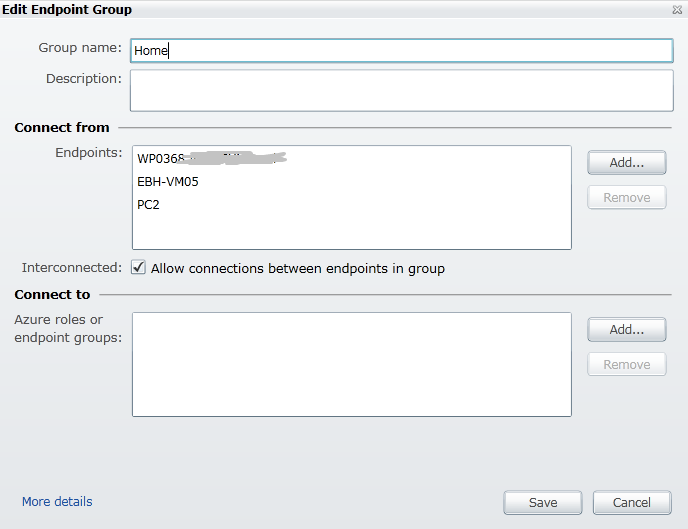 Edit Endpoint Group
Group name: Home
Description:
Connect from
Endpoints: WP0368
Add...
EBH-VM05
Remove
PC2
Interconnected: Allow connections between endpoints in group
Connect to
Azure roles or
endpoint groups:
Add...
Remove
More details
Save
Cancel